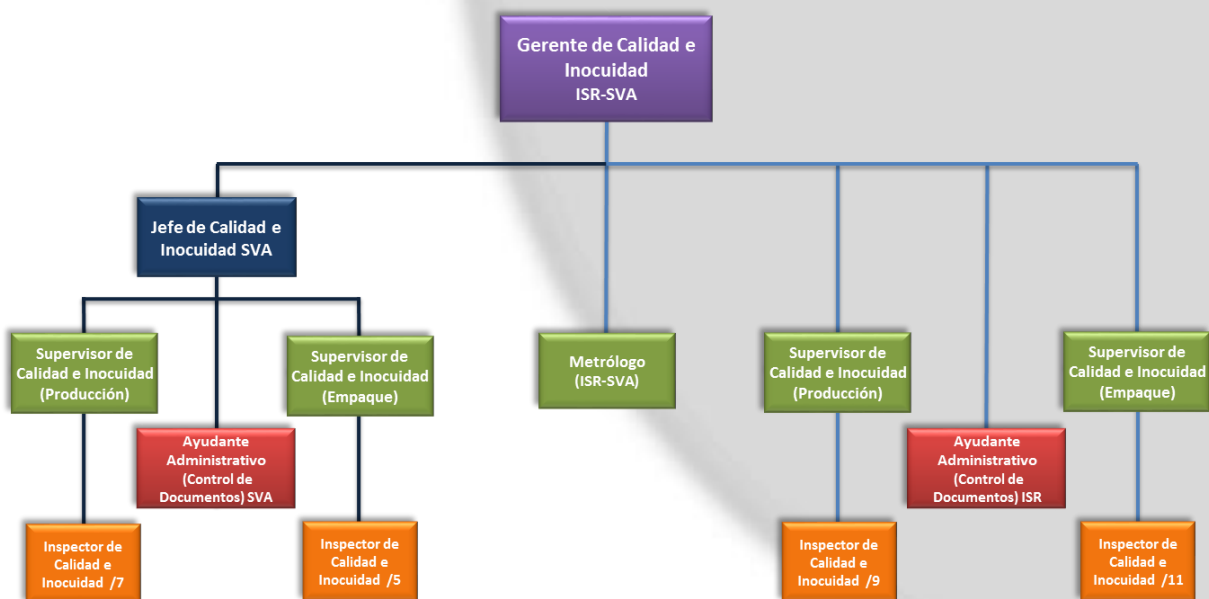 Gerente de Calidad e
Inocuidad
ISR-SVA
Jefe de Calidad e
Inocuidad SVA
Supervisor de
Calidad e Inocuidad
(Producción)
Supervisor de
Calidad e Inocuidad
(Empaque)
Metrólogo
(ISR-SVA)
Supervisor de
Calidad e Inocuidad
(Producción)
Supervisor de
Calidad e Inocuidad
(Empaque)
Ayudante
Administrativo
(Control de
Documentos) SVA
Ayudante
Administrativo
(Control de
Documentos) ISR
Inspector de
Calidad e
Inocuidad /7
Inspector de
Calidad e
Inocuidad /5
Inspector de
Calidad e
Inocuidad /9
Inspector de
Calidad e
Inocuidad /11